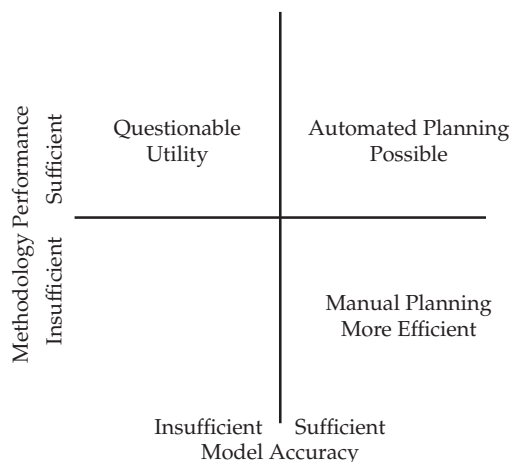 Methodology Performance
Sufficient
Insufficient
Questionable
Utility
Automated Planning
Possible
Manual Planning
More Efficient
Insufficient
Sufficient
Model Accuracy